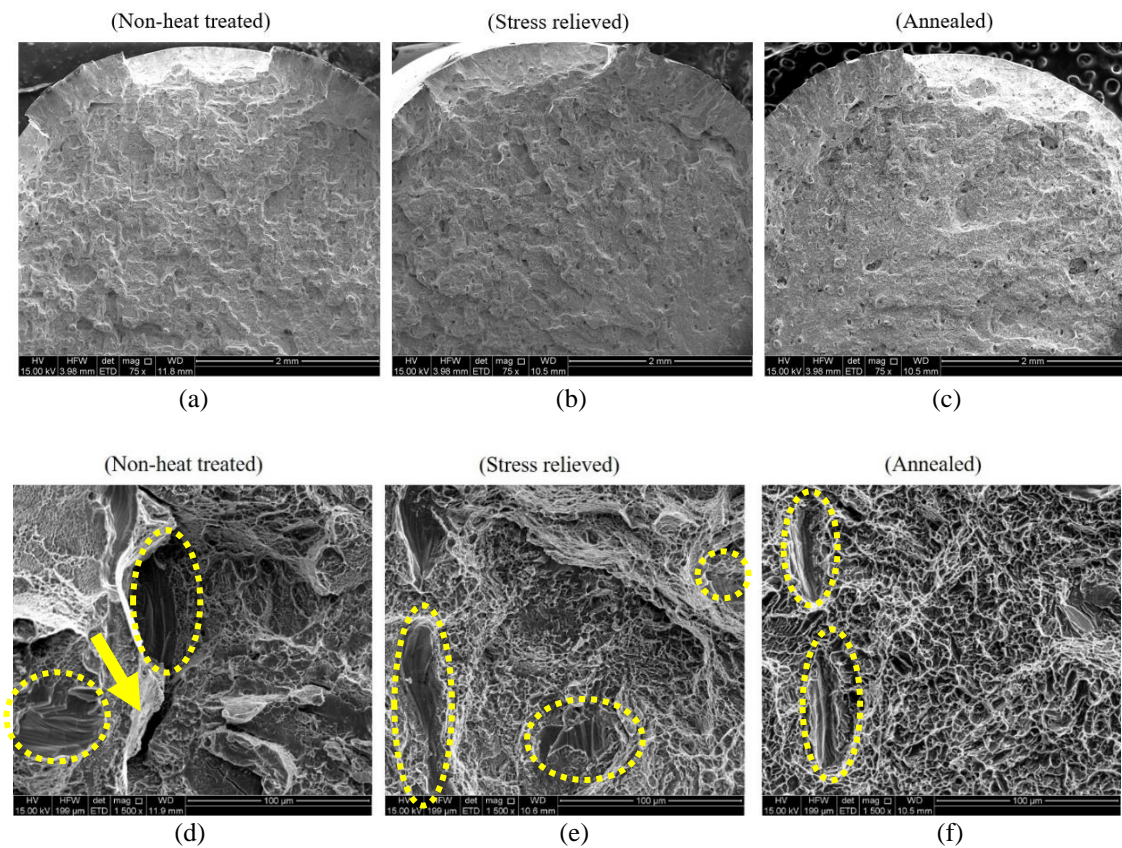 (Non-heat treated) (Stress relieved) (Annealed)
HV HFW det mag □ WD 2 mm
15.00 kV 3.98 mm ETD 75 x 11.8 mm
HV HFW det mag □ WD 2 mm
15.00 kV 3.98 mm ETD 75 x 10.5 mm
HV HFW det mag □ WD 2 mm
15.00 kV 3.98 mm ETD 75 x 10.5 mm
(a) (b) (c)
(Non-heat treated) (Stress relieved) (Annealed)
HV HFW det mag □ WD 100 µm
15.00 kV 199 µm ETD 1 500 x 11.9 mm
HV HFW det mag □ WD 100 µm
15.00 kV 199 µm ETD 1 500 x 10.6 mm
HV HFW det mag □ WD 100 µm
15.00 kV 199 µm ETD 1 500 x 10.5 mm
(d) (e) (f)